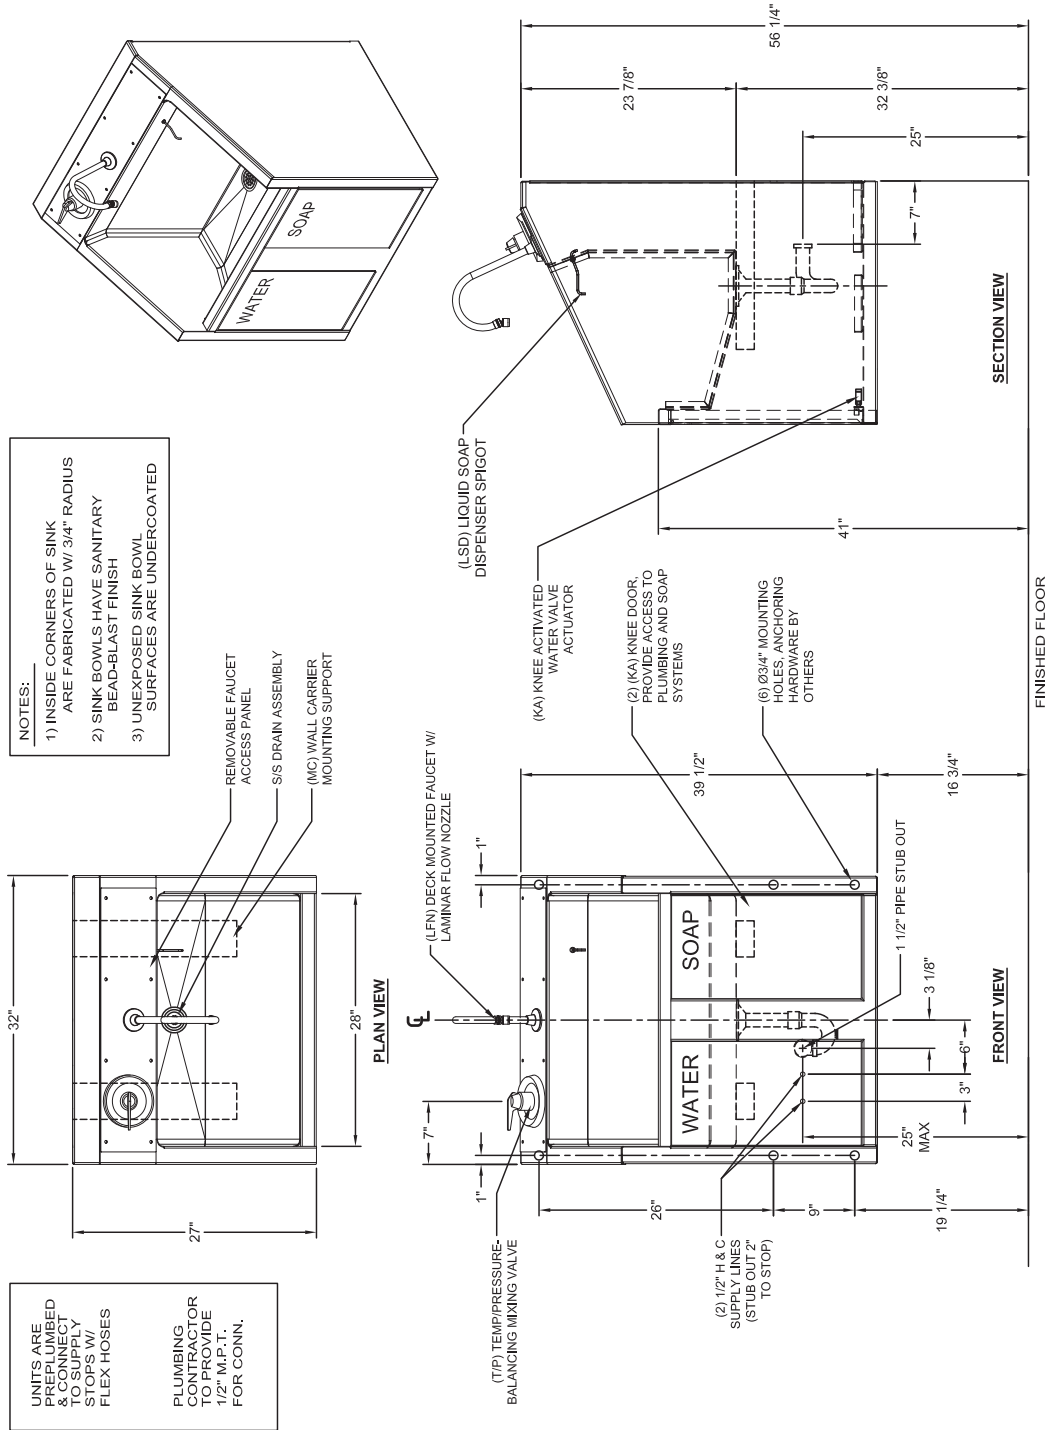 UNITS ARE
PREPLUMBED
& CONNECT
TO SUPPLY
STOPS W/
FLEX HOSES
PLUMBING
CONTRACTOR
TO PROVIDE
1/2" M.P.T.
FOR CONN.
32"
27"
28"
PLAN VIEW
REMOVABLE FAUCET
ACCESS PANEL
S/S DRAIN ASSEMBLY
(MC) WALL CARRIER
MOUNTING SUPPORT
NOTES:
1) INSIDE CORNERS OF SINK
ARE FABRICATED W/ 3/4" RADIUS
2) SINK BOWLS HAVE SANITARY
BEAD-BLAST FINISH
3) UNEXPOSED SINK BOWL
SURFACES ARE UNDERCOATED
WATER
SOAP
(T/P) TEMP/PRESSURE-
BALANCING MIXING VALVE
1"
7"
CL
(LFN) DECK MOUNTED FAUCET W/
LAMINAR FLOW NOZZLE
1"
26"
9"
19 1/4"
(2) 1/2" H & C
SUPPLY LINES
(STUB OUT 2"
TO STOP)
WATER
SOAP
25"
MAX
3"
6"
3 1/8"
1 1/2" PIPE STUB OUT
FRONT VIEW
39 1/2"
16 3/4"
(KA) KNEE ACTIVATED
WATER VALVE
ACTUATOR
(2) (KA) KNEE DOOR,
PROVIDE ACCESS TO
PLUMBING AND SOAP
SYSTEMS
(6) Ø3/4" MOUNTING
HOLES, ANCHORING
HARDWARE BY
OTHERS
(LSD) LIQUID SOAP
DISPENSER SPIGOT
41"
7"
25"
23 7/8"
32 3/8"
56 1/4"
SECTION VIEW
FINISHED FLOOR